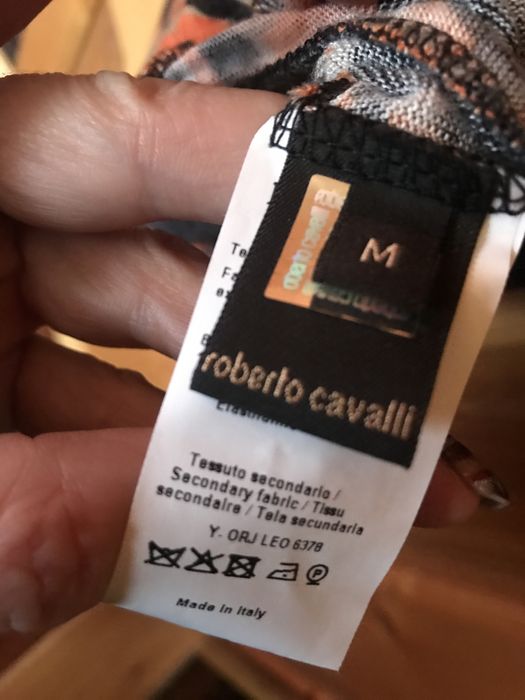 M
roberto cavalli
Tessuto secondario /
Secondary fabric / Tissu
secondaire / Tela secundaria
Y. ORJ LEO 6378
P
Made in Italy